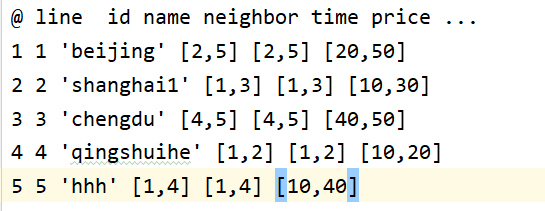 @ line  id name neighbor time price ...
1 1 'beijing' [2,5] [2,5] [20,50]
2 2 'shanghai1' [1,3] [1,3] [10,30]
3 3 'chengdu' [4,5] [4,5] [40,50]
4 4 'qingshuihe' [1,2] [1,2] [10,20]
5 5 'hhh' [1,4] [1,4] [10,40]